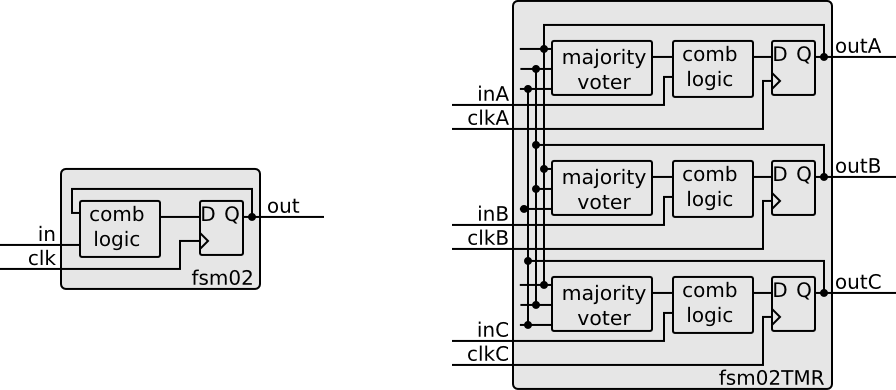 in
clk
comb
logic
D Q
out
fsm02
inA
clkA
majority
voter
comb
logic
D Q
outA
inB
clkB
majority
voter
comb
logic
D Q
outB
inC
clkC
majority
voter
comb
logic
D Q
outC
fsm02TMR